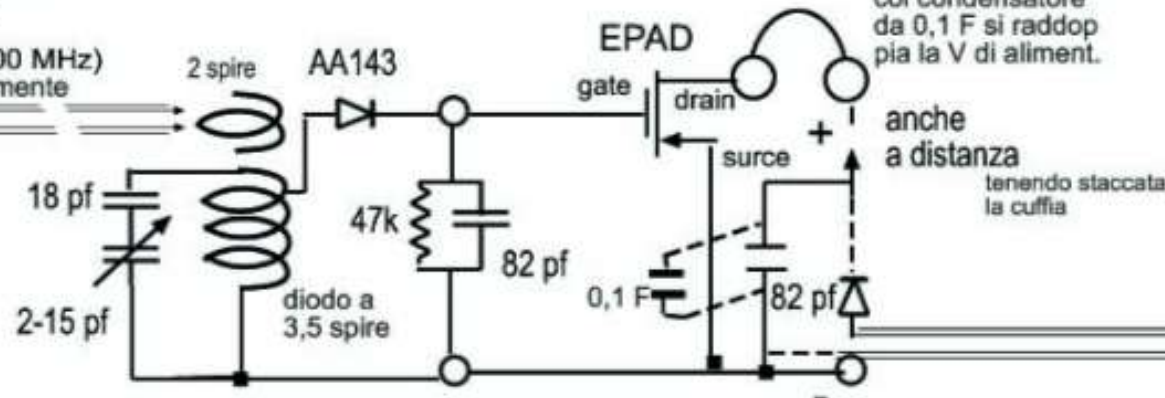 col condensatore
da 0,1 F si raddop
pia la V di aliment.
00 MHz)
mente
2 spire
AA143
EPAD
gate
drain
surce
+
anche
a distanza
tenendo staccata
la cuffia
18 pf
2-15 pf
47k
82 pf
0,1 F
82 pf
diodo a
3,5 spire